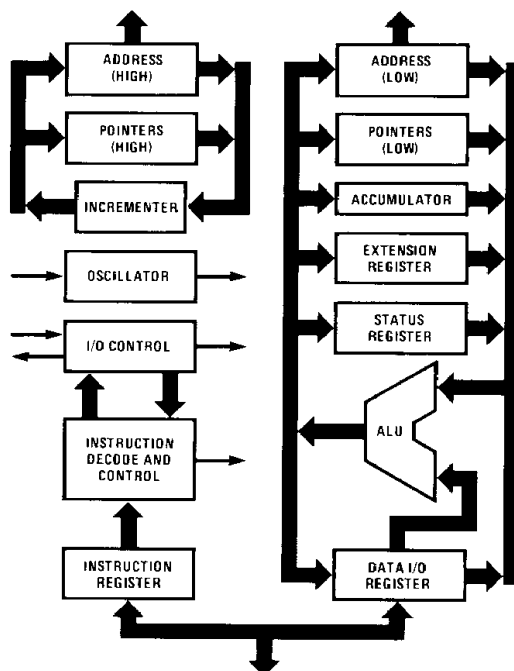 ADDRESS
(HIGH)
POINTERS
(HIGH)
INCREMENTER
OSCILLATOR
I/O CONTROL
INSTRUCTION
DECODE AND
CONTROL
INSTRUCTION
REGISTER
ADDRESS
(LOW)
POINTERS
(LOW)
ACCUMULATOR
EXTENSION
REGISTER
STATUS
REGISTER
ALU
DATA I/O
REGISTER